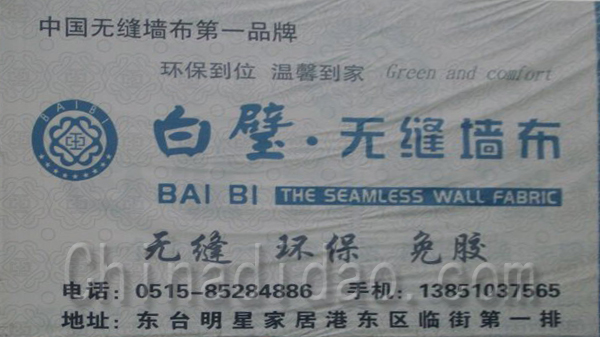 中国无缝墙布第一品牌
环保到位 温馨到家 Green and comfort
BAIBI
白璧·无缝墙布
BAI BI THE SEAMLESS WALL FABRIC
无缝 环保 免胶
Chinadidao.com
电话：0515-85284886 手机：13851037565
地址：东台明星家居港东区临街第一排